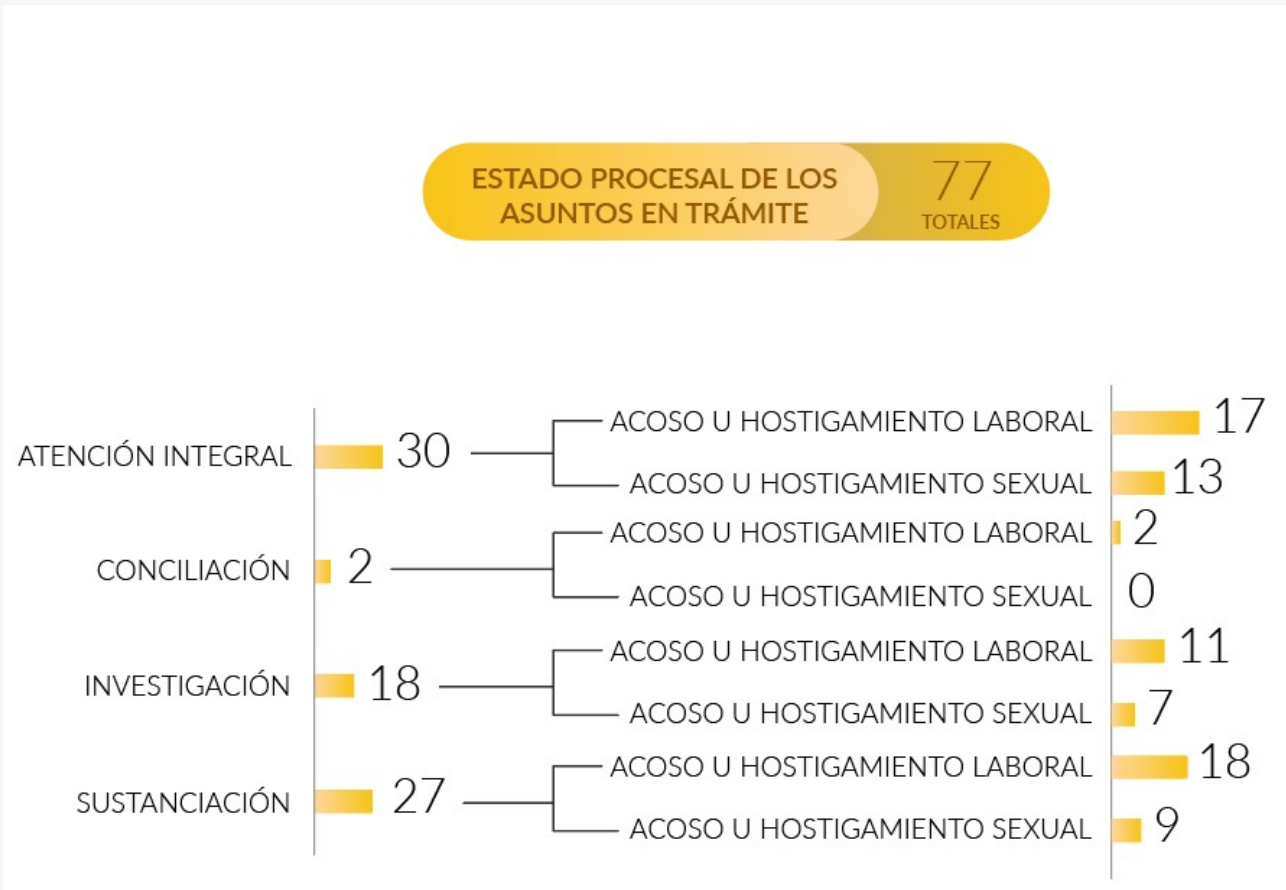 ESTADO PROCESAL DE LOS
ASUNTOS EN TRÁMITE
77
TOTALES
ATENCIÓN INTEGRAL 30
ACOSO U HOSTIGAMIENTO LABORAL 17
ACOSO U HOSTIGAMIENTO SEXUAL 13
CONCILIACIÓN 2
ACOSO U HOSTIGAMIENTO LABORAL 2
ACOSO U HOSTIGAMIENTO SEXUAL 0
INVESTIGACIÓN 18
ACOSO U HOSTIGAMIENTO LABORAL 11
ACOSO U HOSTIGAMIENTO SEXUAL 7
SUSTANCIACIÓN 27
ACOSO U HOSTIGAMIENTO LABORAL 18
ACOSO U HOSTIGAMIENTO SEXUAL 9